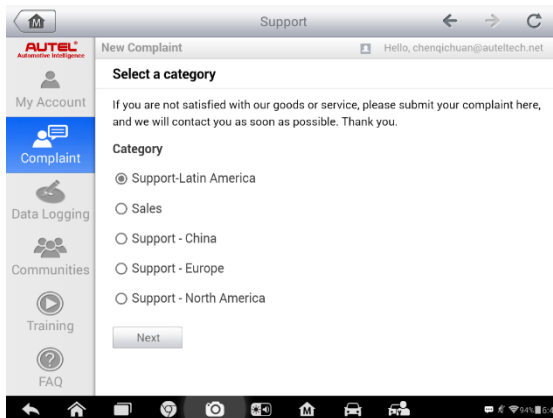 Support
AUTEL
Automotive Intelligence
New Complaint
Hello, chenqichuan@auteltech.net
My Account
Complaint
Data Logging
Communities
Training
FAQ
Select a category
If you are not satisfied with our goods or service, please submit your complaint here,
and we will contact you as soon as possible. Thank you.
Category
Support-Latin America
Sales
Support - China
Support - Europe
Support - North America
Next
94%